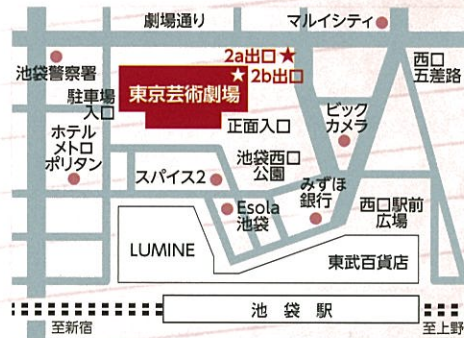 劇場通り
マルイシティ
2a出口
2b出口
西口
五差路
池袋警察署
駐車場
入口
東京芸術劇場
ビック
カメラ
ホテル
メトロ
ポリタン
正面入口
池袋西口
公園
スパイス2
みずほ
銀行
Esola
池袋
西口駅前
広場
LUMINE
東武百貨店
池袋駅
至新宿
至上野